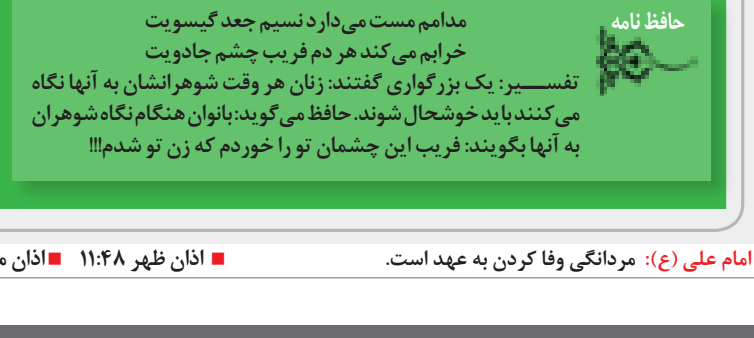 حافظ نامه
مدامم مست می‌دارد نسیم جعد گیسویت
خرابم می‌کند هر دم فریب چشم جادویت
تفســـیر: یک بزرگواری گفتند: زنان هر وقت شوهرانشان به آنها نگاه
می‌کنند باید خوشحال شوند. حافظ می‌گوید: بانوان هنگام نگاه شوهران
به آنها بگویند: فریب این چشمان تو را خوردم که زن تو شدم!!!
امام علی (ع): مردانگی وفا کردن به عهد است. ■ اذان ظهر ۱۱:۴۸ ■ اذان